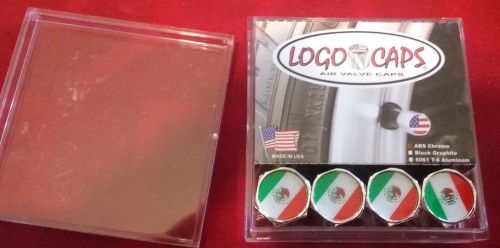 LOGO CAPS®
AIR VALVE CAPS
ABS Chrome
Black Graphite
6061 T-6 Aluminum
MADE IN USA